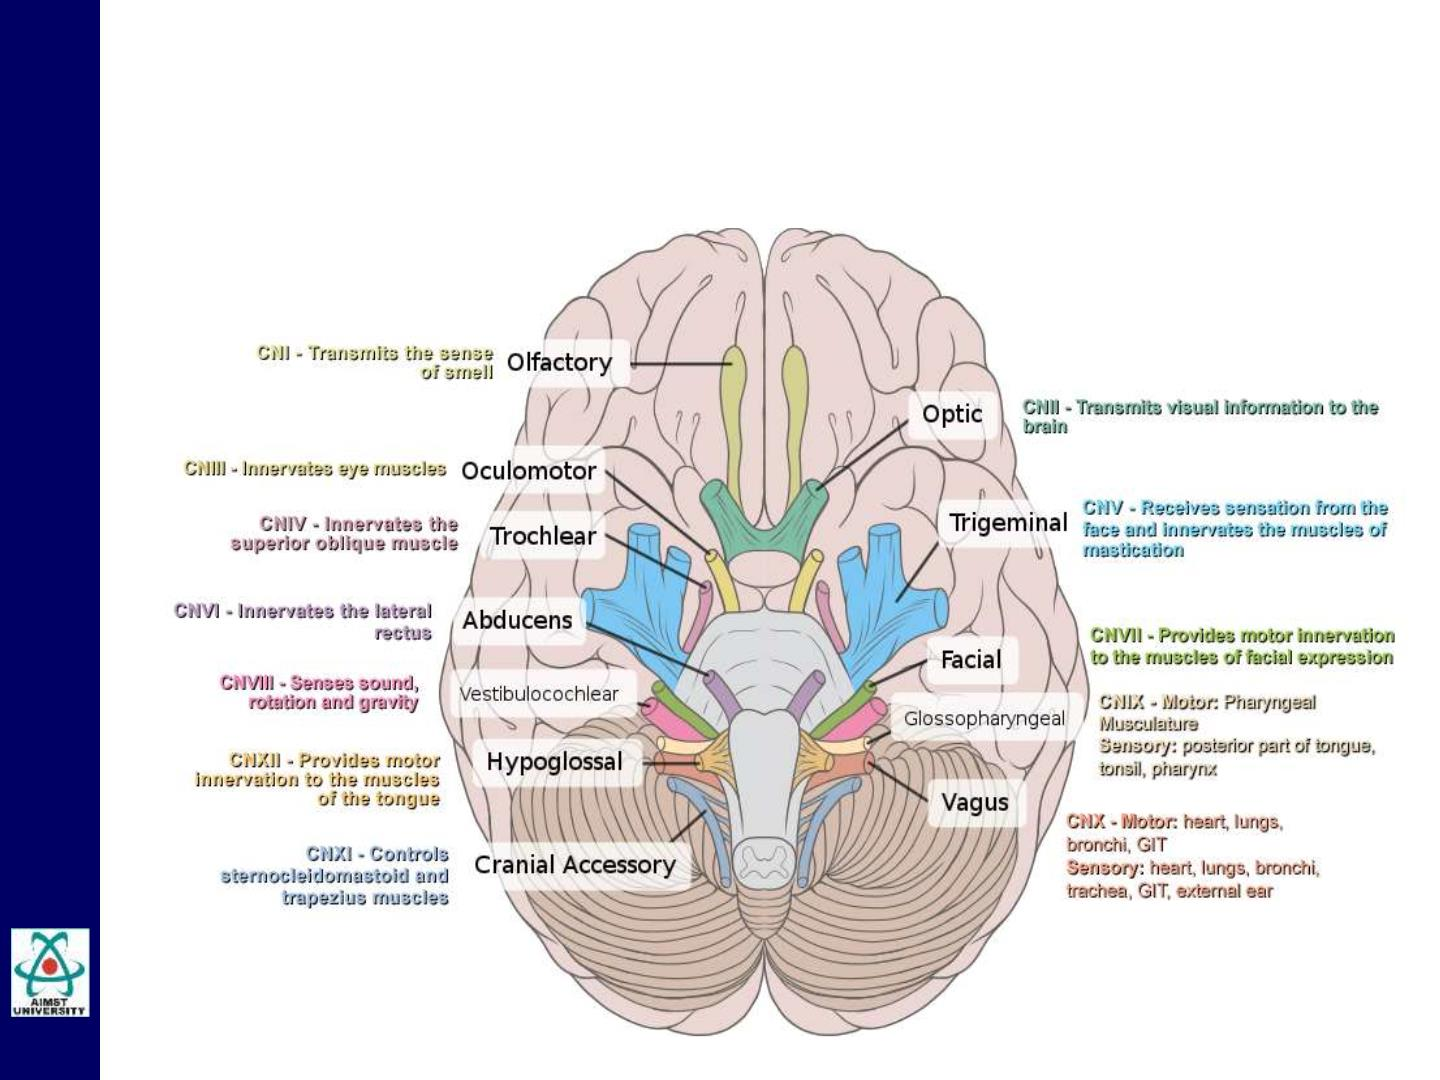 CNI - Transmits the sense
of smell
Olfactory
Optic
CNII - Transmits visual information to the
brain
CNIII - Innervates eye muscles
Oculomotor
CNIV - Innervates the
superior oblique muscle
Trochlear
Trigeminal
CNV - Receives sensation from the
face and innervates the muscles of
mastication
CNVI - Innervates the lateral
rectus
Abducens
Facial
CNVII - Provides motor innervation
to the muscles of facial expression
CNVIII - Senses sound,
rotation and gravity
Vestibulocochlear
Glossopharyngeal
CNIX - Motor: Pharyngeal
Musculature
Sensory: posterior part of tongue,
tonsil, pharynx
CNXII - Provides motor
innervation to the muscles
of the tongue
Hypoglossal
Vagus
CNX - Motor: heart, lungs,
bronchi, GIT
Sensory: heart, lungs, bronchi,
trachea, GIT, external ear
CNXI - Controls
sternocleidomastoid and
trapezius muscles
Cranial Accessory
AIMST
UNIVERSITY